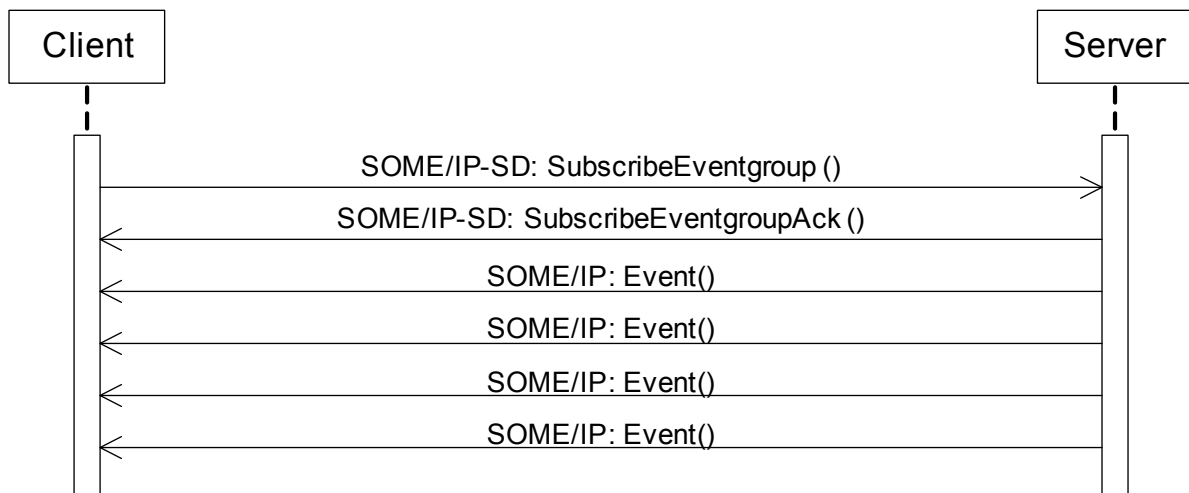 Client
Server
SOME/IP-SD: SubscribeEventgroup ()
SOME/IP-SD: SubscribeEventgroupAck ()
SOME/IP: Event()
SOME/IP: Event()
SOME/IP: Event()
SOME/IP: Event()